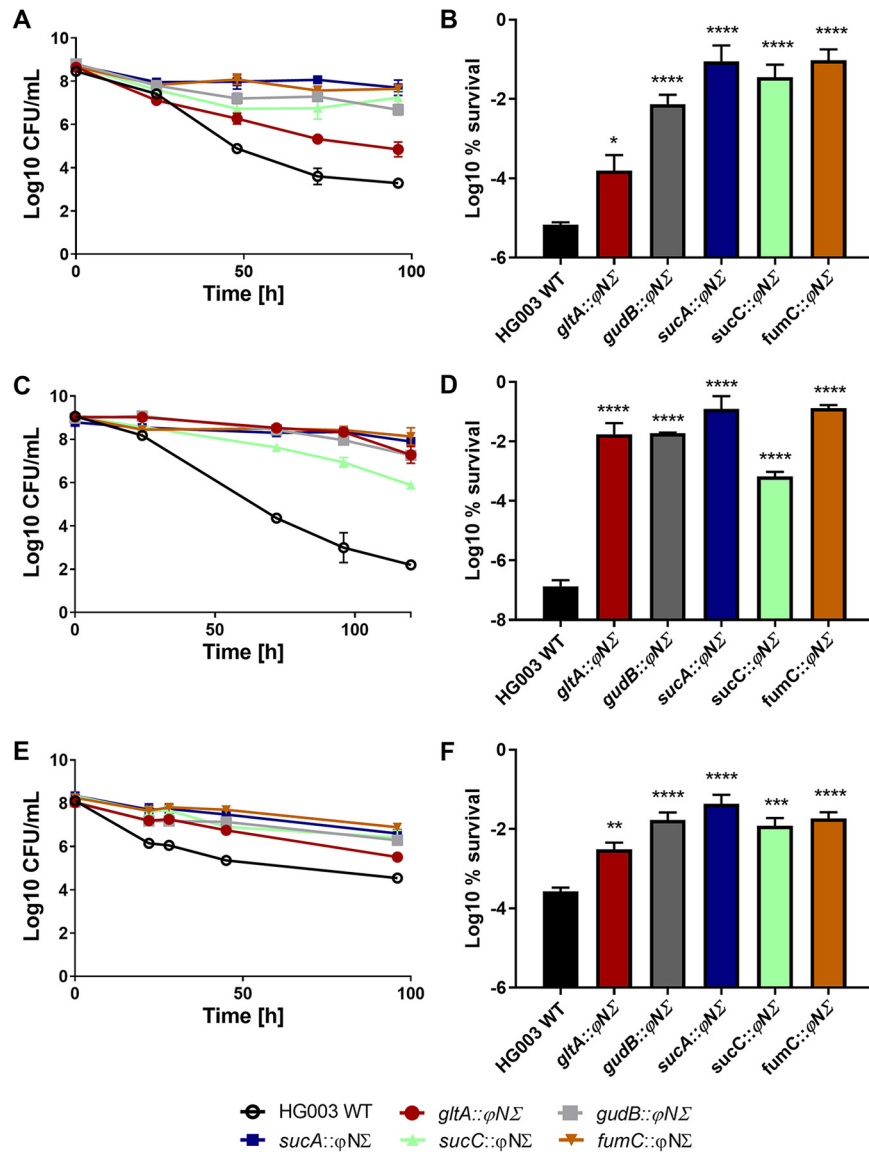 A
Log10 CFU/mL
10
8
6
4
2
0
0
50
100
Time [h]
B
Log10 % survival
0
-2
-4
-6
*
****
****
****
****
HG003 WT
gltA::φNΣ
gudB::φNΣ
sucA::φNΣ
sucC::φNΣ
fumC::φNΣ
C
Log10 CFU/mL
10
8
6
4
2
0
0
50
100
Time [h]
D
Log10 % survival
0
-2
-4
-6
-8
****
****
****
****
****
HG003 WT
gltA::φNΣ
gudB::φNΣ
sucA::φNΣ
sucC::φNΣ
fumC::φNΣ
E
Log10 CFU/mL
10
8
6
4
2
0
0
50
100
Time [h]
F
Log10 % survival
0
-2
-4
-6
**
****
****
***
****
HG003 WT
gltA::φNΣ
gudB::φNΣ
sucA::φNΣ
sucC::φNΣ
fumC::φNΣ
HG003 WT
gltA::φNΣ
gudB::φNΣ
sucA::φNΣ
sucC::φNΣ
fumC::φNΣ